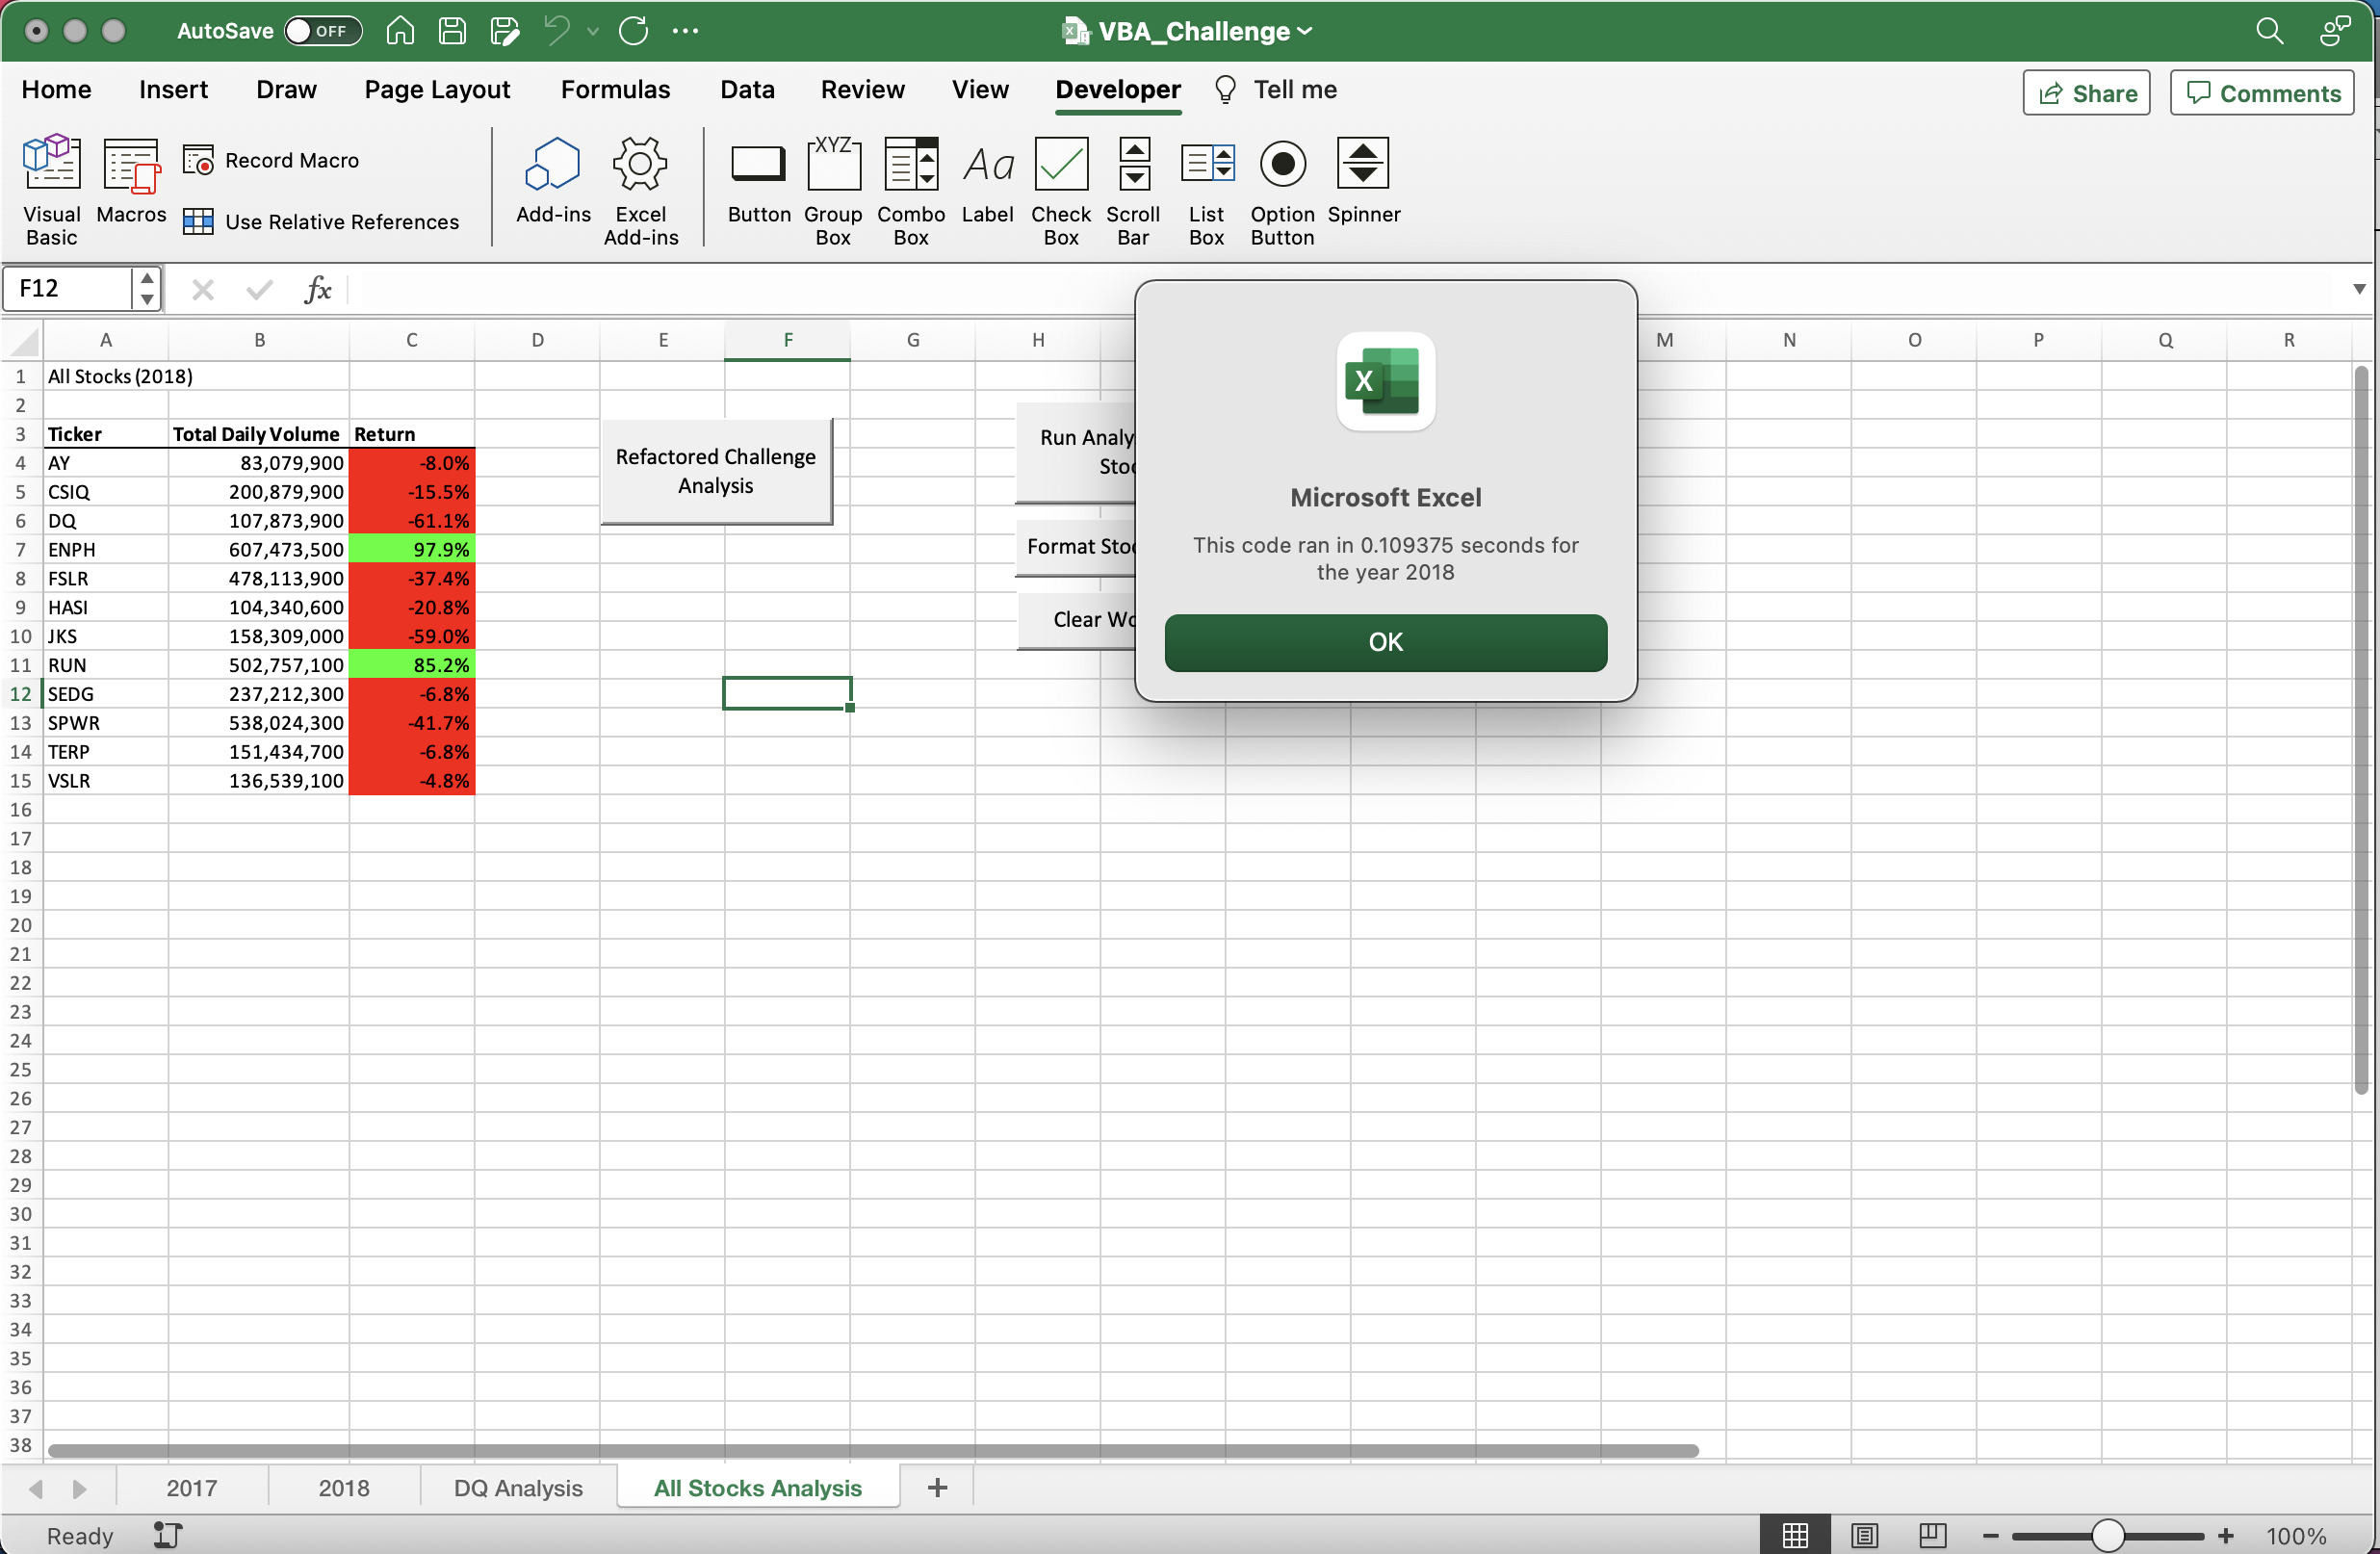 AutoSave OFF VBA_Challenge
Home Insert Draw Page Layout Formulas Data Review View Developer Tell me Share Comments
Visual Basic
Macros
Record Macro
Use Relative References
Add-ins
Excel Add-ins
Button
XYZ
Group Box
Combo Box
Aa
Label
Check Box
Scroll Bar
List Box
Option Button
Spinner
F12 fx
A B C D E F G H M N O P Q R
1 All Stocks (2018)
2
3 Ticker Total Daily Volume Return
4 AY 83,079,900 -8.0%
5 CSIQ 200,879,900 -15.5%
6 DQ 107,873,900 -61.1%
7 ENPH 607,473,500 97.9%
8 FSLR 478,113,900 -37.4%
9 HASI 104,340,600 -20.8%
10 JKS 158,309,000 -59.0%
11 RUN 502,757,100 85.2%
12 SEDG 237,212,300 -6.8%
13 SPWR 538,024,300 -41.7%
14 TERP 151,434,700 -6.8%
15 VSLR 136,539,100 -4.8%
16
17
18
19
20
21
22
23
24
25
26
27
28
29
30
31
32
33
34
35
36
37
38
Refactored Challenge
Analysis
Run
Format
Clear
X
Microsoft Excel
This code ran in 0.109375 seconds for
the year 2018
OK
2017 2018 DQ Analysis All Stocks Analysis +
Ready 100%